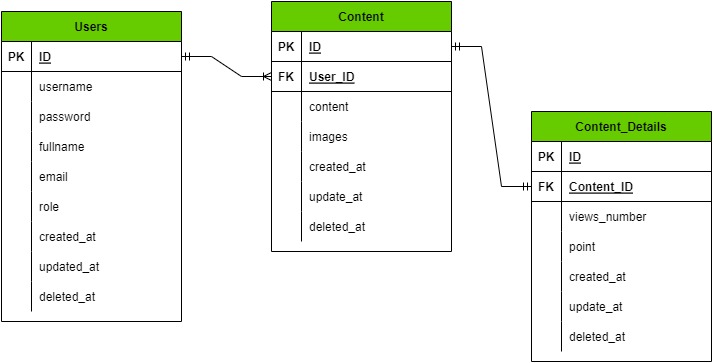 Users
PK ID
username
password
fullname
email
role
created_at
updated_at
deleted_at
Content
PK ID
FK User_ID
content
images
created_at
update_at
deleted_at
Content_Details
PK ID
FK Content_ID
views_number
point
created_at
update_at
deleted_at